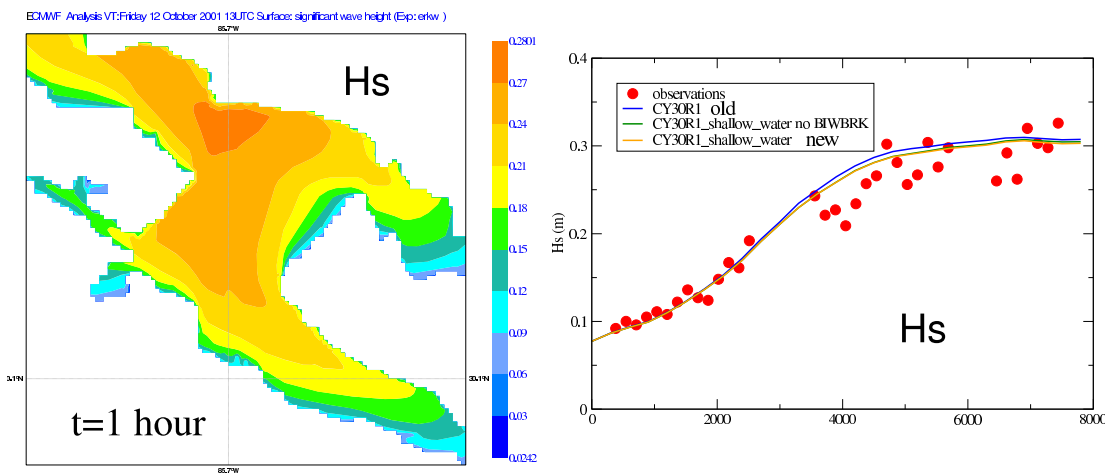 ECMWF Analysis VT:Friday 12 October 2001 13UTC Surface: significant wave height (Exp: erkw )
85.7°W
Hs
0.2801
0.27
0.24
0.21
0.18
0.15
0.12
0.09
0.06
0.03
0.0242
30.1°N
t=1 hour
85.7°W
0.4
0.3
0.2
0.1
0
Hs (m)
observations
CY30R1 old
CY30R1_shallow_water no BIWBRK
CY30R1_shallow_water new
Hs
0
2000
4000
6000
8000